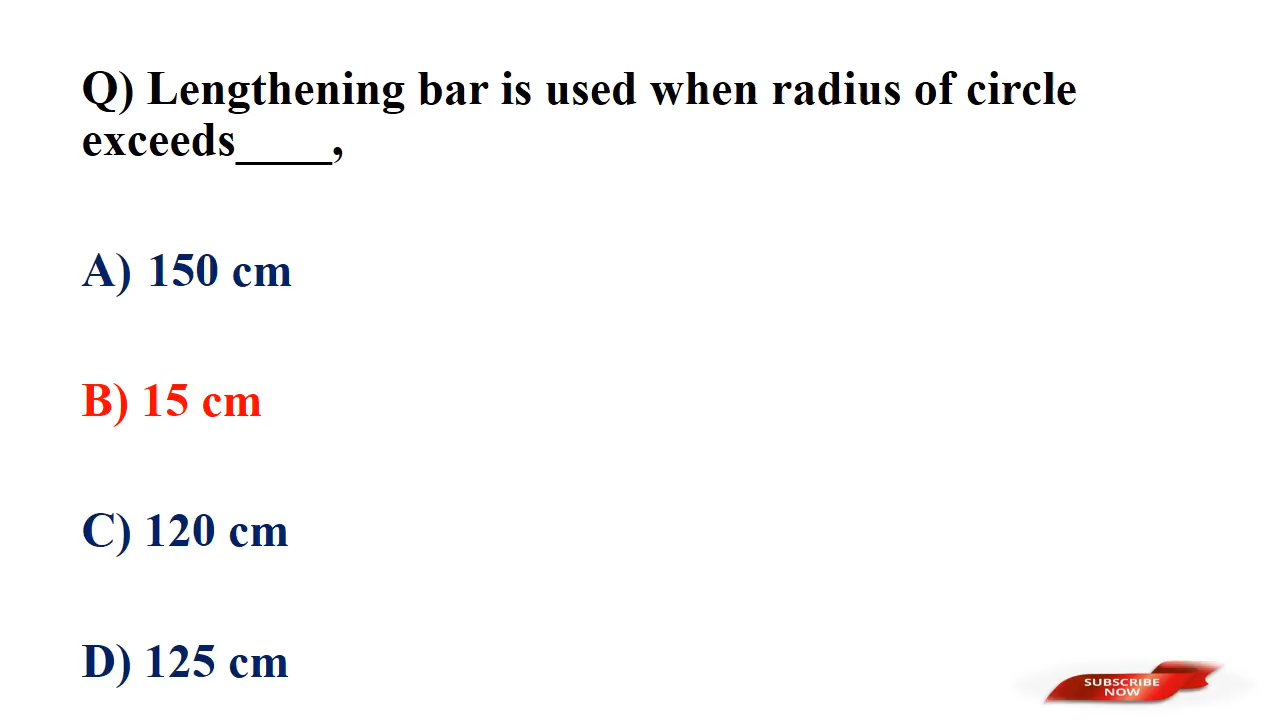 Q) Lengthening bar is used when radius of circle
exceeds____,
A) 150 cm
B) 15 cm
C) 120 cm
D) 125 cm
SUBSCRIBE
NOW